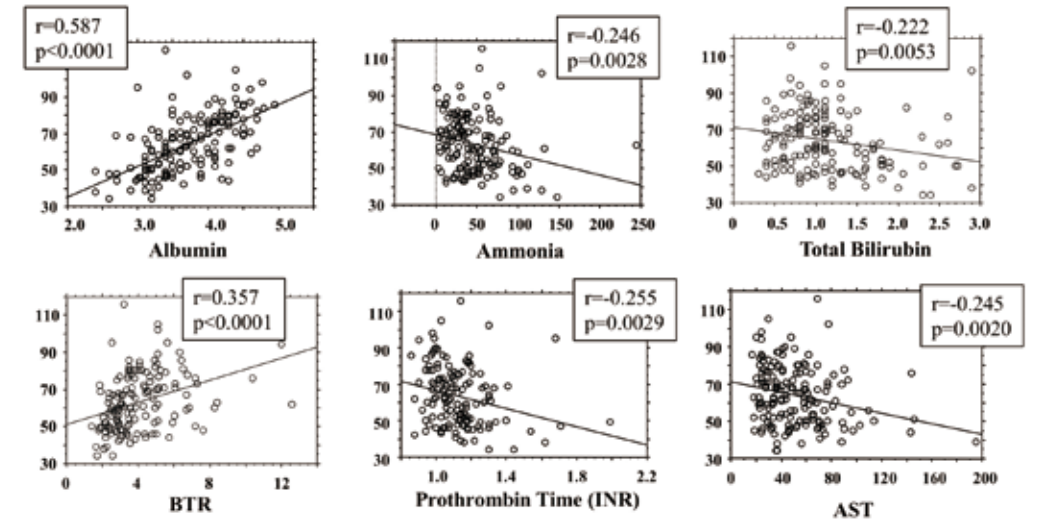 r=0.587
p<0.0001
90
70
50
30
2.0 3.0 4.0 5.0
Albumin
r=-0.246
p=0.0028
110
90
70
50
30
0 50 100 150 200 250
Ammonia
r=-0.222
p=0.0053
110
90
70
50
30
0 0.5 1.0 1.5 2.0 2.5 3.0
Total Bilirubin
r=0.357
p<0.0001
110
90
70
50
30
0 4 8 12
BTR
r=-0.255
p=0.0029
110
90
70
50
30
1.0 1.4 1.8 2.2
Prothrombin Time (INR)
r=-0.245
p=0.0020
110
90
70
50
30
0 40 80 120 160 200
AST